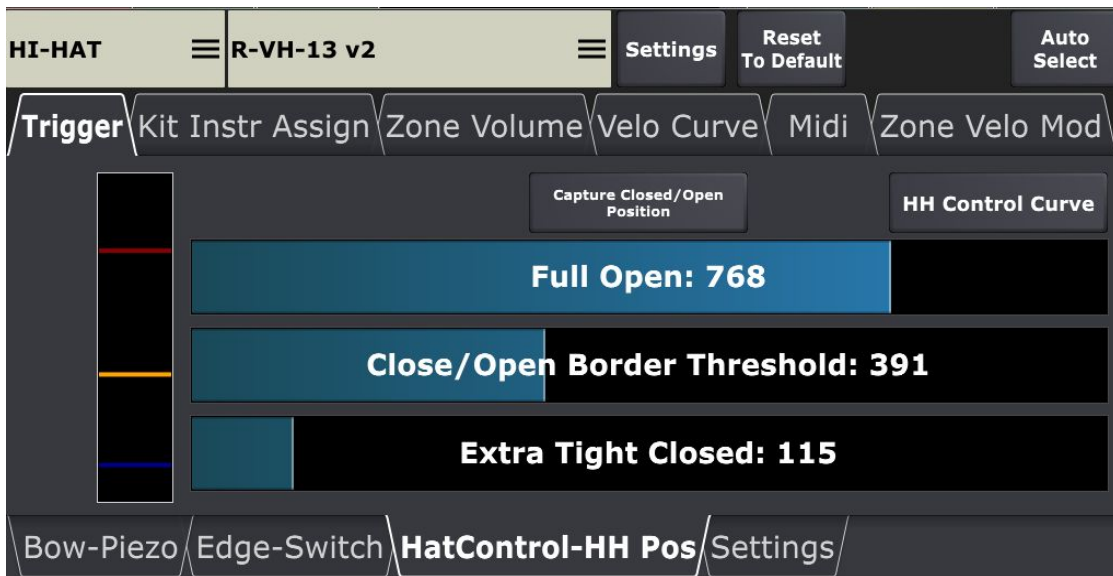 HI-HAT
R-VH-13 v2
Settings
Reset
To Default
Auto
Select
Trigger
Kit Instr Assign
Zone Volume
Velo Curve
Midi
Zone Velo Mod
Capture Closed/Open
Position
HH Control Curve
Full Open: 768
Close/Open Border Threshold: 391
Extra Tight Closed: 115
Bow-Piezo
Edge-Switch
HatControl-HH Pos
Settings